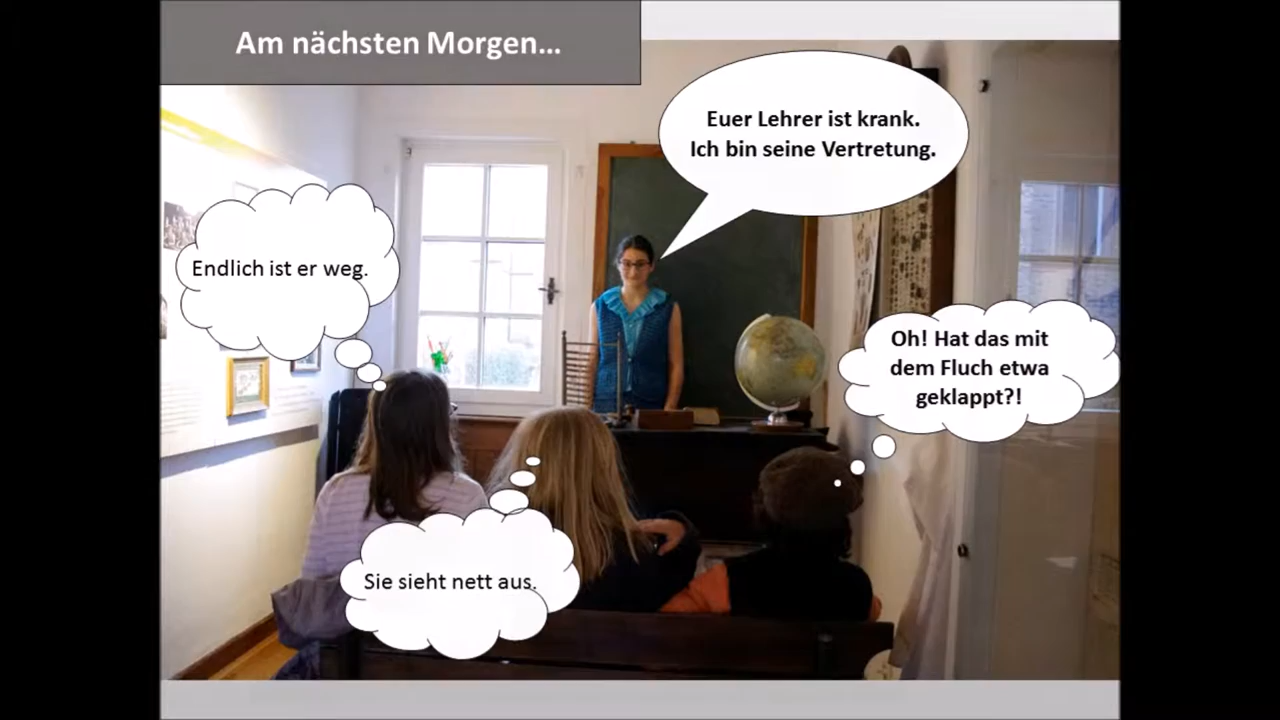 Am nächsten Morgen…
Euer Lehrer ist krank.
Ich bin seine Vertretung.
Endlich ist er weg.
Oh! Hat das mit
dem Fluch etwa
geklappt?!
Sie sieht nett aus.